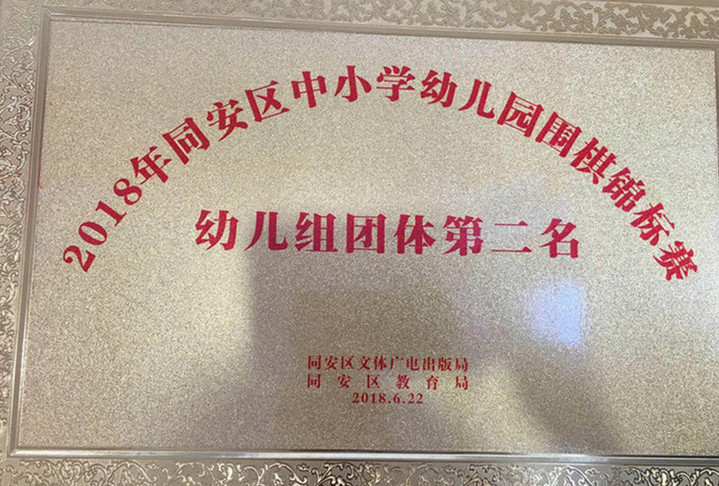 2018年同安区中小学幼儿园围棋锦标赛
幼儿组团体第二名
同安区文体广电出版局
同安区教育局
2018.6.22